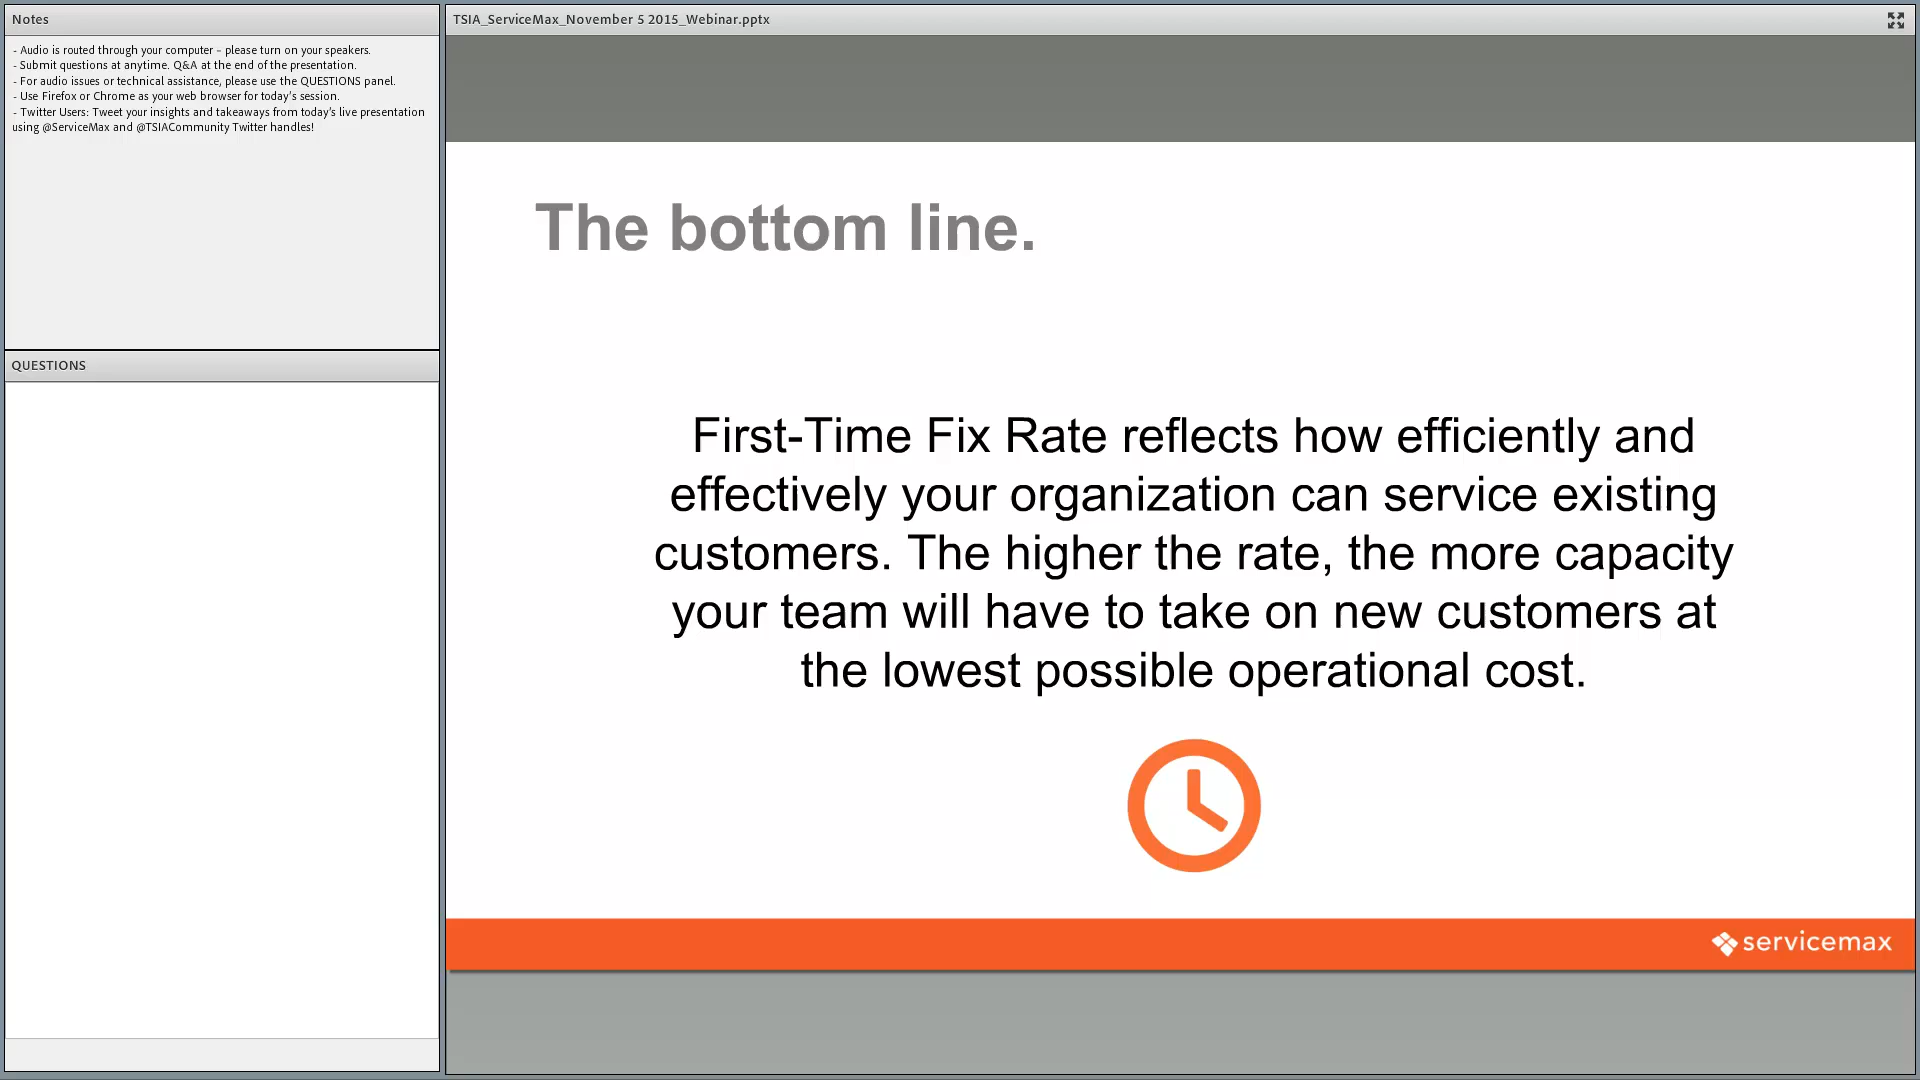 Notes
- Audio is routed through your computer – please turn on your speakers.
- Submit questions at anytime. Q&A at the end of the presentation.
- For audio issues or technical assistance, please use the QUESTIONS panel.
- Use Firefox or Chrome as your web browser for today's session.
- Twitter Users: Tweet your insights and takeaways from today's live presentation
using @ServiceMax and @TSIACommunity Twitter handles!
QUESTIONS
TSIA_ServiceMax_November 5 2015_Webinar.pptx
The bottom line.
First-Time Fix Rate reflects how efficiently and
effectively your organization can service existing
customers. The higher the rate, the more capacity
your team will have to take on new customers at
the lowest possible operational cost.
servicemax